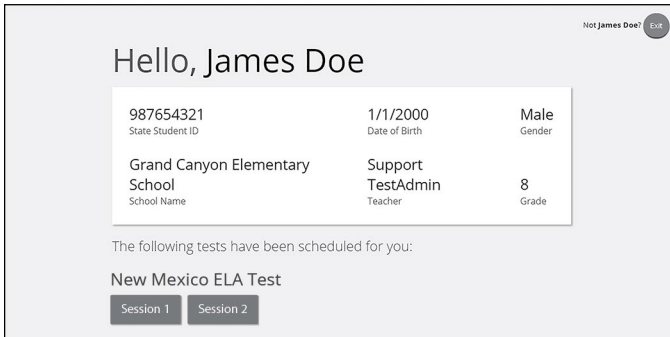 Not James Doe? Exit
Hello, James Doe
987654321 1/1/2000 Male
State Student ID Date of Birth Gender
Grand Canyon Elementary Support
School TestAdmin 8
School Name Teacher Grade
The following tests have been scheduled for you:
New Mexico ELA Test
Session 1 Session 2